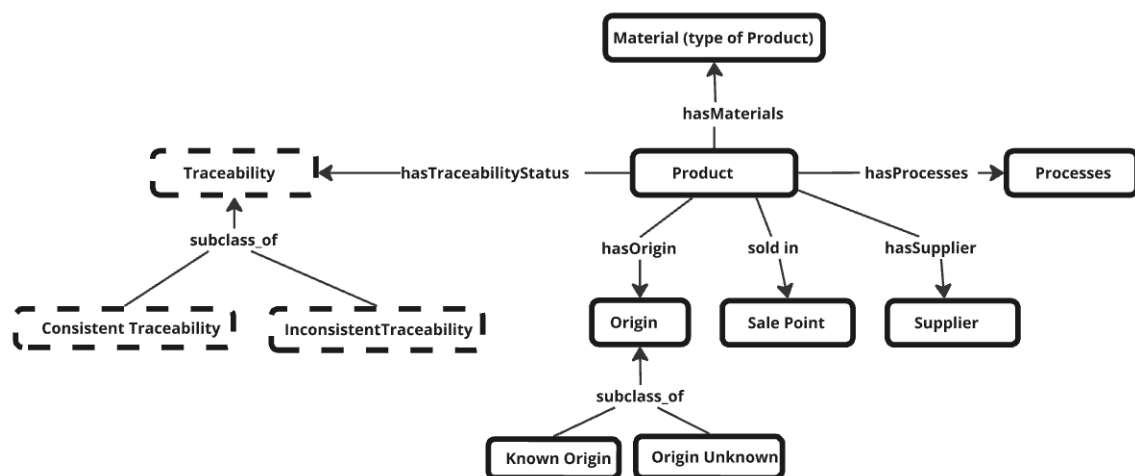 Material (type of Product)
hasMaterials
Traceability
hasTraceabilityStatus
Product
hasProcesses
Processes
subclass_of
hasOrigin
sold in
hasSupplier
Consistent Traceability
InconsistentTraceability
Origin
Sale Point
Supplier
subclass_of
Known Origin
Origin Unknown